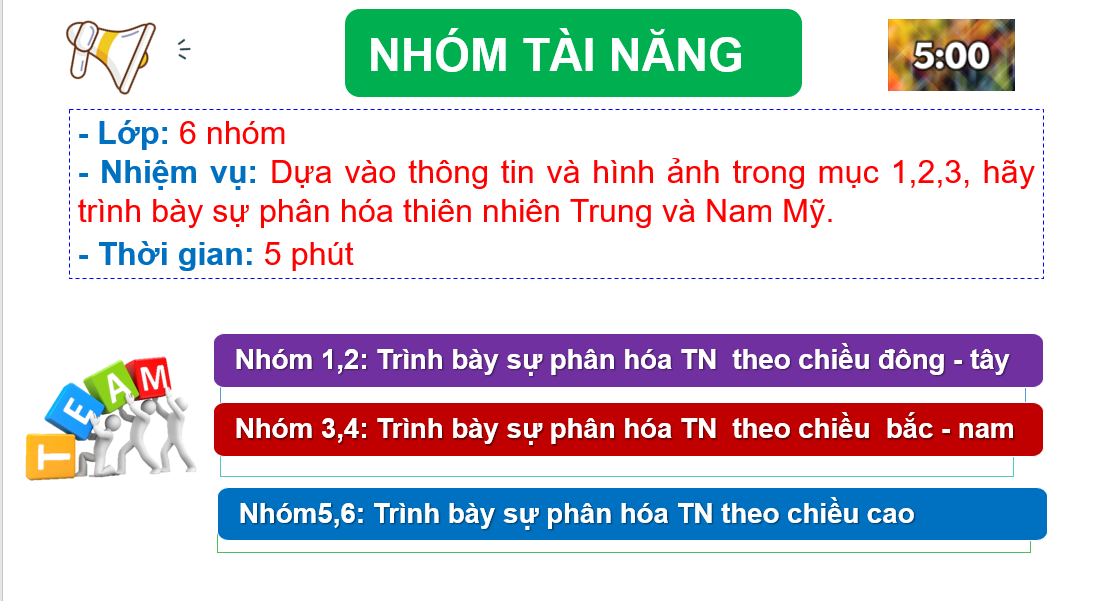 NHÓM TÀI NĂNG
5:00
- Lớp: 6 nhóm
- Nhiệm vụ: Dựa vào thông tin và hình ảnh trong mục 1,2,3, hãy
trình bày sự phân hóa thiên nhiên Trung và Nam Mỹ.
- Thời gian: 5 phút
TEAM
Nhóm 1,2: Trình bày sự phân hóa TN  theo chiều đông - tây
Nhóm 3,4: Trình bày sự phân hóa TN  theo chiều  bắc - nam
Nhóm5,6: Trình bày sự phân hóa TN theo chiều cao